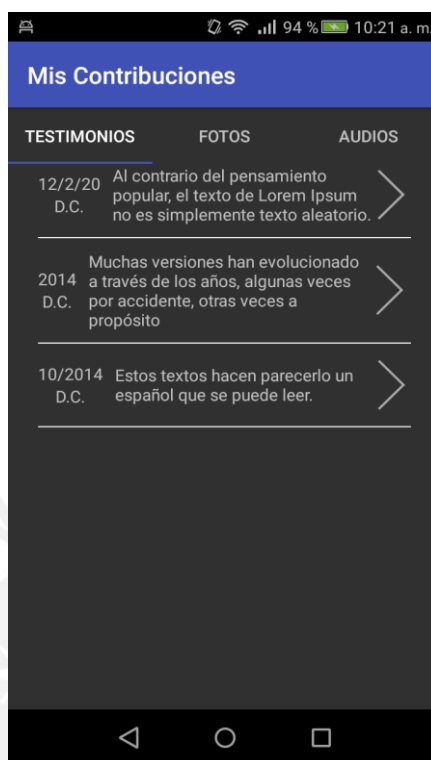 94 % 10:21 a. m.
Mis Contribuciones
TESTIMONIOS FOTOS AUDIOS
12/2/20
D.C.
Al contrario del pensamiento
popular, el texto de Lorem Ipsum
no es simplemente texto aleatorio.
2014
D.C.
Muchas versiones han evolucionado
a través de los años, algunas veces
por accidente, otras veces a
propósito
10/2014
D.C.
Estos textos hacen parecerlo un
español que se puede leer.